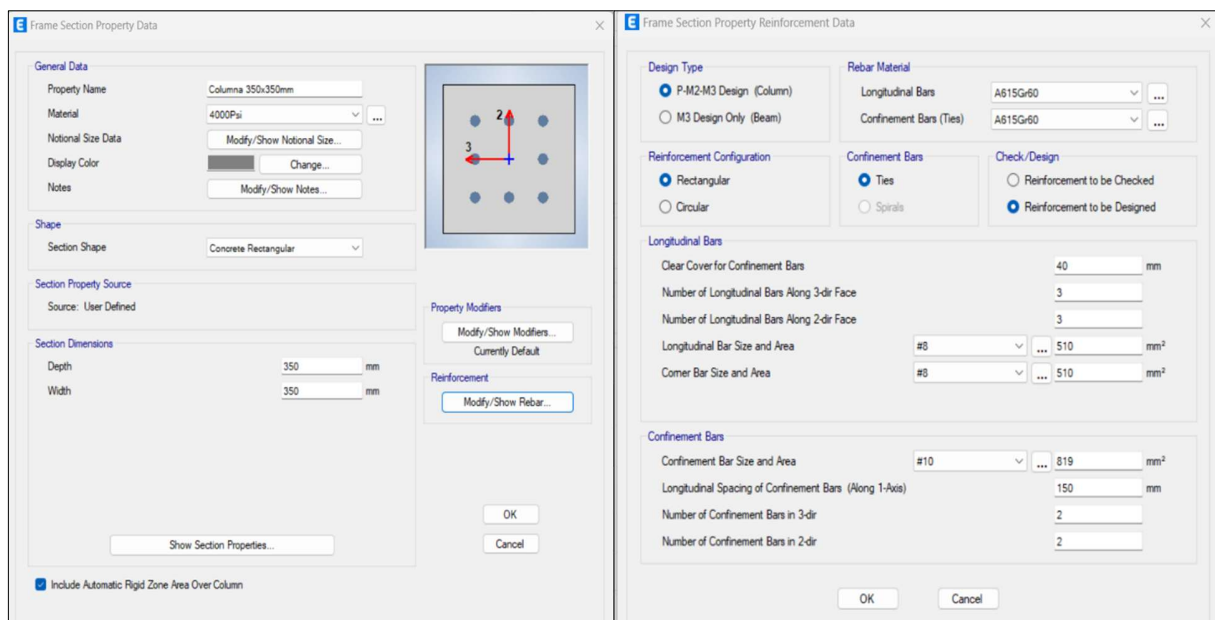 E Frame Section Property Data
General Data
Property Name Columna 350x350mm
Material 4000Psi ...
Notional Size Data Modify/Show Notional Size...
Display Color Change...
Notes Modify/Show Notes...
Shape
Section Shape Concrete Rectangular
Section Property Source
Source: User Defined
Section Dimensions
Depth 350 mm
Width 350 mm
Show Section Properties...
Include Automatic Rigid Zone Area Over Column
2
3
Property Modifiers
Modify/Show Modifiers...
Currently Default
Reinforcement
Modify/Show Rebar...
OK
Cancel
E Frame Section Property Reinforcement Data
Design Type
P-M2-M3 Design (Column)
M3 Design Only (Beam)
Rebar Material
Longitudinal Bars A615Gr60 ...
Confinement Bars (Ties) A615Gr60 ...
Reinforcement Configuration
Rectangular
Circular
Confinement Bars
Ties
Spirals
Check/Design
Reinforcement to be Checked
Reinforcement to be Designed
Longitudinal Bars
Clear Cover for Confinement Bars 40 mm
Number of Longitudinal Bars Along 3-dir Face 3
Number of Longitudinal Bars Along 2-dir Face 3
Longitudinal Bar Size and Area #8 ... 510 mm²
Corner Bar Size and Area #8 ... 510 mm²
Confinement Bars
Confinement Bar Size and Area #10 ... 819 mm²
Longitudinal Spacing of Confinement Bars (Along 1-Axis) 150 mm
Number of Confinement Bars in 3-dir 2
Number of Confinement Bars in 2-dir 2
OK Cancel